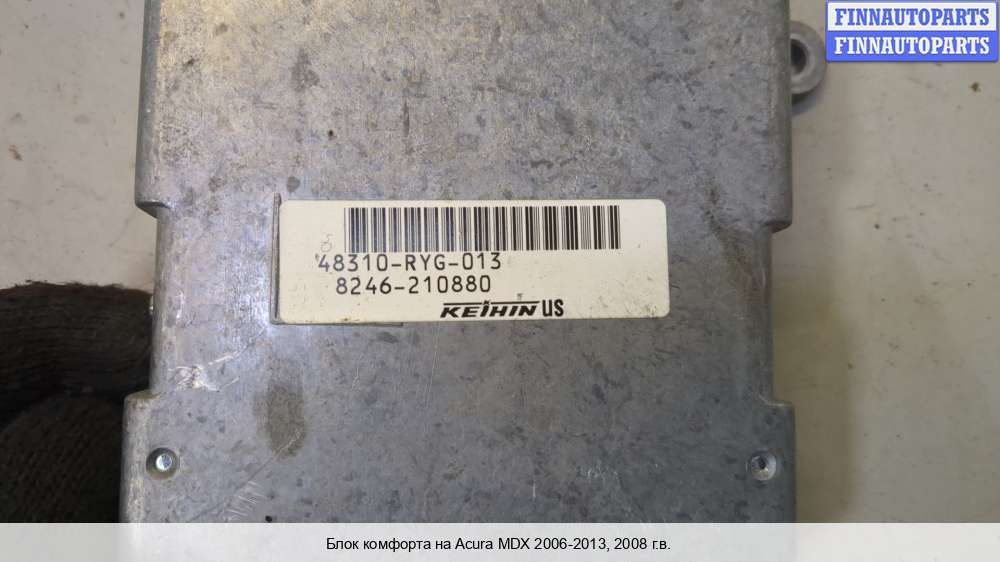 FINNAUTOPARTS
FINNAUTOPARTS
48310-RYG-013
8246-210880
KEIHIN US
Блок комфорта на Acura MDX 2006-2013, 2008 г.в.